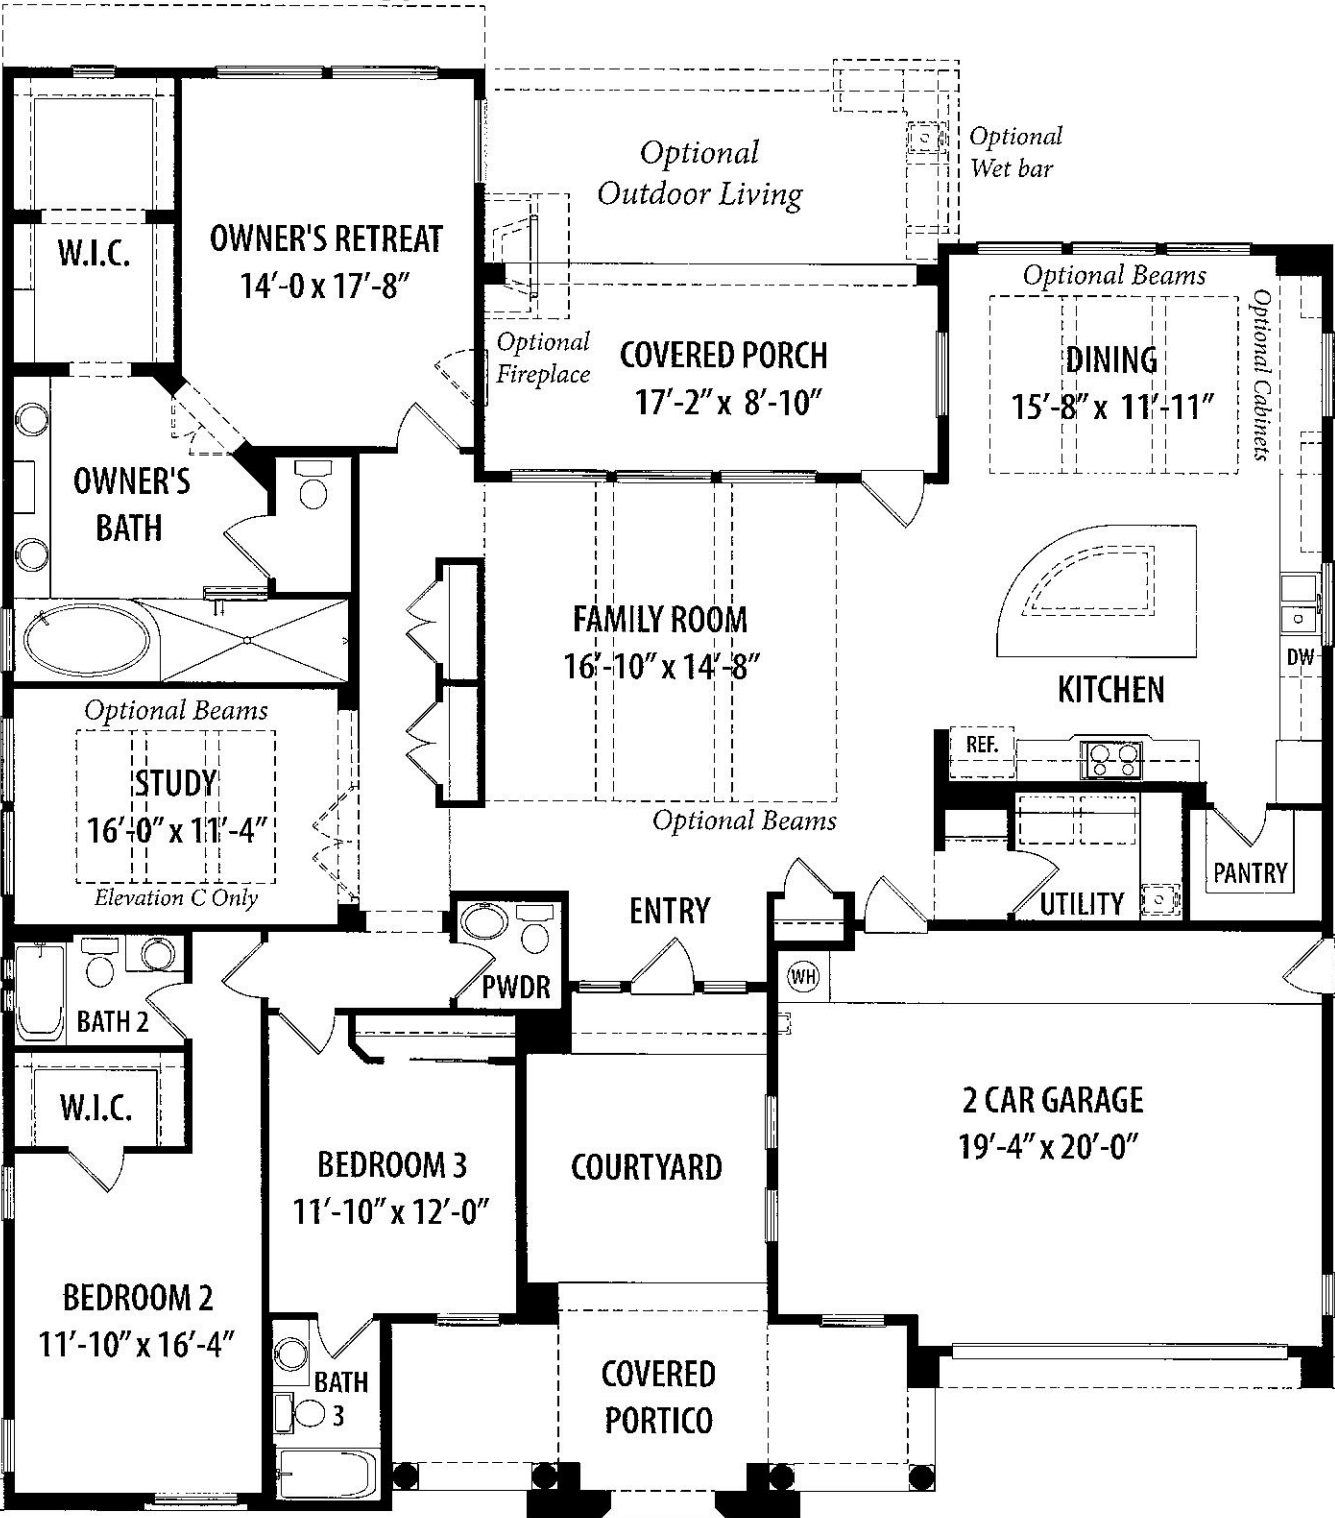 Optional
Outdoor Living
Optional
Wet bar
W.I.C.
OWNER'S RETREAT
14'-0 x 17'-8"
Optional
Fireplace
COVERED PORCH
17'-2" x 8'-10"
Optional Beams
DINING
15'-8" x 11'-11"
Optional Cabinets
OWNER'S
BATH
FAMILY ROOM
16'-10" x 14'-8"
Optional Beams
KITCHEN
DW
REF.
Optional Beams
STUDY
16'-0" x 11'-4"
Elevation C Only
ENTRY
UTILITY
PANTRY
PWDR
WH
BATH 2
W.I.C.
BEDROOM 3
11'-10" x 12'-0"
COURTYARD
2 CAR GARAGE
19'-4" x 20'-0"
BEDROOM 2
11'-10" x 16'-4"
BATH
3
COVERED
PORTICO